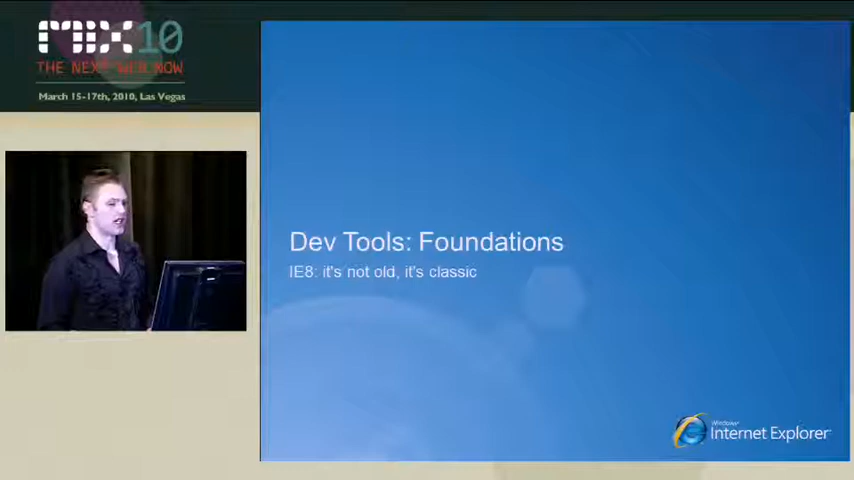 MIX10
THE NEXT WEB NOW
March 15-17th, 2010, Las Vegas
Dev Tools: Foundations
IE8: it's not old, it's classic
Windows
Internet Explorer